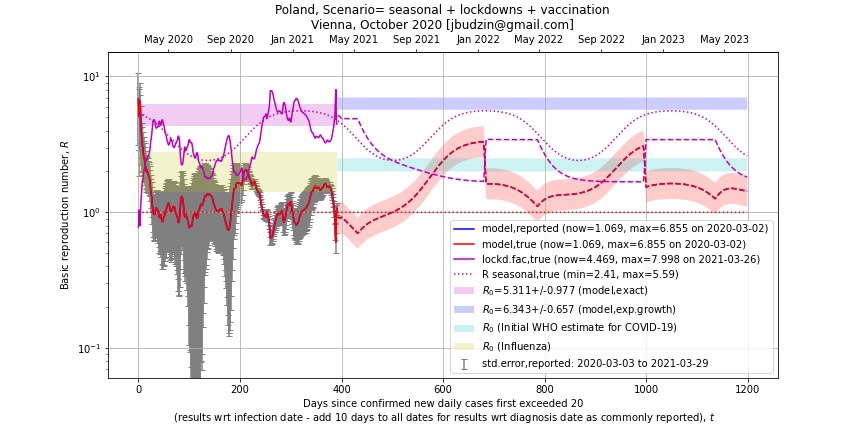 Poland, Scenario= seasonal + lockdowns + vaccination
Vienna, October 2020 [jbudzin@gmail.com]
May 2020 Sep 2020 Jan 2021 May 2021 Sep 2021 Jan 2022 May 2022 Sep 2022 Jan 2023 May 2023
10¹
10⁰
10⁻¹
Basic reproduction number, R
model,reported (now=1.069, max=6.855 on 2020-03-02)
model,true (now=1.069, max=6.855 on 2020-03-02)
lockd.fac,true (now=4.469, max=7.998 on 2021-03-26)
R seasonal,true (min=2.41, max=5.59)
R₀=5.311+/-0.977 (model,exact)
R₀=6.343+/-0.657 (model,exp.growth)
R₀ (Initial WHO estimate for COVID-19)
R₀ (Influenza)
std.error,reported: 2020-03-03 to 2021-03-29
0 200 400 600 800 1000 1200
Days since confirmed new daily cases first exceeded 20
(results wrt infection date - add 10 days to all dates for results wrt diagnosis date as commonly reported), t